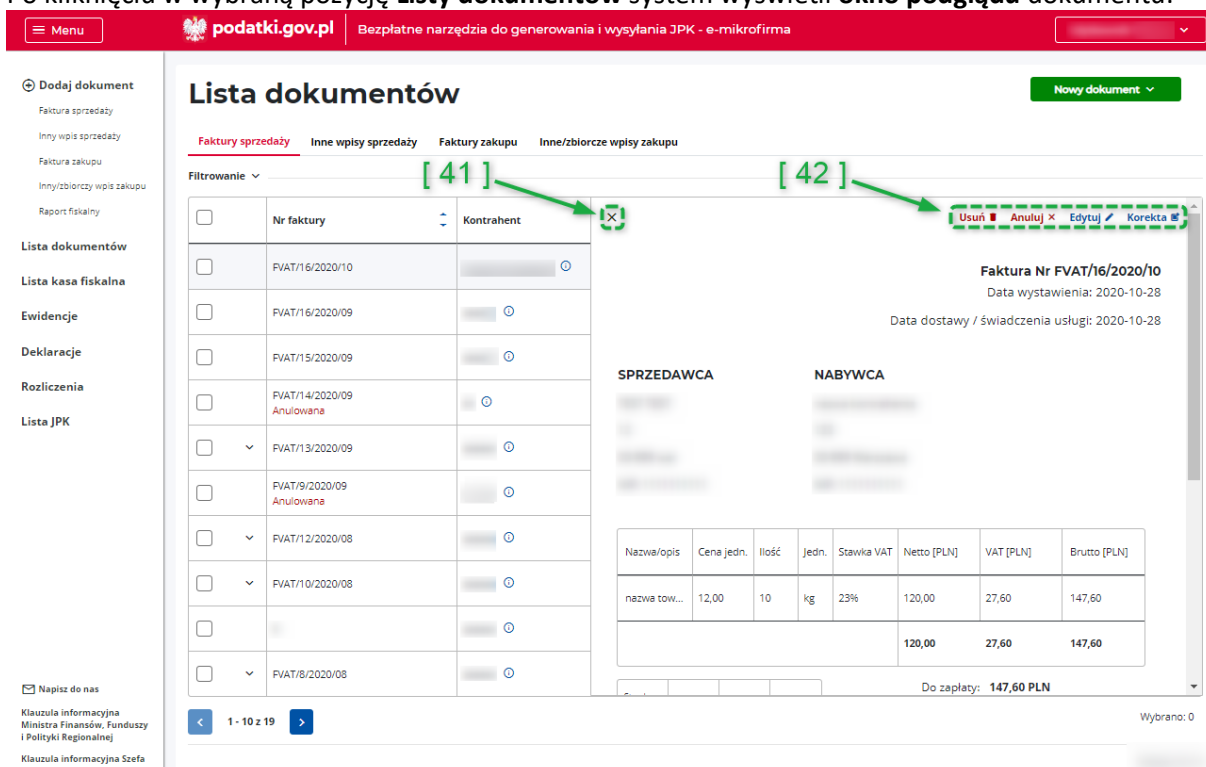 Po kliknięciu w wybraną pozycję Listy dokumentów system wyświetli okno podglądu dokumentu.
Menu
podatki.gov.pl
Bezpłatne narzędzia do generowania i wysyłania JPK - e-mikrofirma
Dodaj dokument
Faktura sprzedaży
Inny wpis sprzedaży
Faktura zakupu
Inny/zbiorczy wpis zakupu
Raport fiskalny
Lista dokumentów
Lista kasa fiskalna
Ewidencje
Deklaracje
Rozliczenia
Lista JPK
Napisz do nas
Klauzula informacyjna
Ministra Finansów, Funduszy
i Polityki Regionalnej
Klauzula informacyjna Szefa
Lista dokumentów
Nowy dokument
Faktury sprzedaży Inne wpisy sprzedaży Faktury zakupu Inne/zbiorcze wpisy zakupu
Filtrowanie
[ 41 ]
[ 42 ]
Nr faktury Kontrahent
FVAT/16/2020/10
FVAT/16/2020/09
FVAT/15/2020/09
FVAT/14/2020/09
Anulowana
FVAT/13/2020/09
FVAT/9/2020/09
Anulowana
FVAT/12/2020/08
FVAT/10/2020/08
FVAT/8/2020/08
Usuń Anuluj Edytuj Korekta
Faktura Nr FVAT/16/2020/10
Data wystawienia: 2020-10-28
Data dostawy / świadczenia usługi: 2020-10-28
SPRZEDAWCA NABYWCA
Nazwa/opis Cena jedn. Ilość Jedn. Stawka VAT Netto [PLN] VAT [PLN] Brutto [PLN]
nazwa tow... 12,00 10 kg 23% 120,00 27,60 147,60
120,00 27,60 147,60
Do zapłaty: 147,60 PLN
1 - 10 z 19
Wybrano: 0